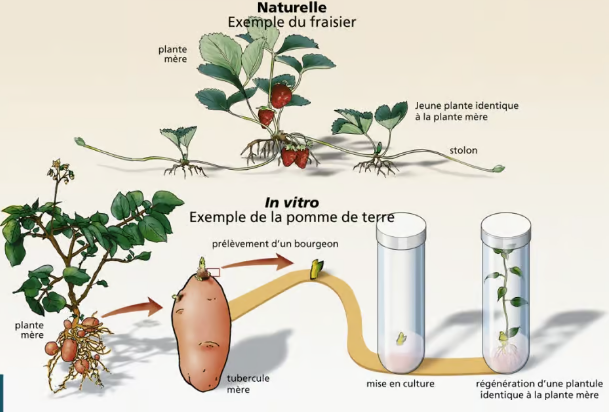 Naturelle
Exemple du fraisier
plante
mère
Jeune plante identique
à la plante mère
stolon
In vitro
Exemple de la pomme de terre
prélèvement d'un bourgeon
plante
mère
tubercule
mère
mise en culture
régénération d'une plantule
identique à la plante mère